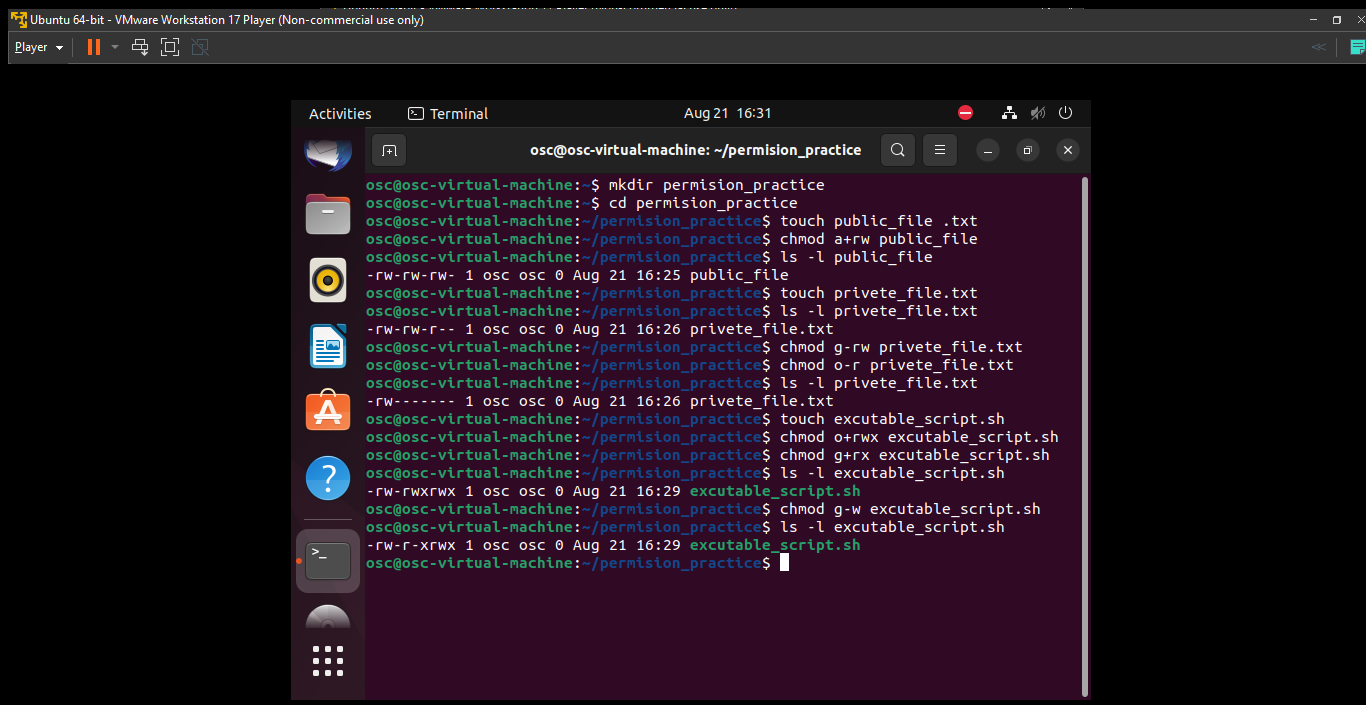 Ubuntu 64-bit - VMware Workstation 17 Player (Non-commercial use only)
Player
Activities Terminal Aug 21 16:31
osc@osc-virtual-machine: ~/permision_practice
osc@osc-virtual-machine:~$ mkdir permision_practice
osc@osc-virtual-machine:~$ cd permision_practice
osc@osc-virtual-machine:~/permision_practice$ touch public_file .txt
osc@osc-virtual-machine:~/permision_practice$ chmod a+rw public_file
osc@osc-virtual-machine:~/permision_practice$ ls -l public_file
-rw-rw-rw- 1 osc osc 0 Aug 21 16:25 public_file
osc@osc-virtual-machine:~/permision_practice$ touch privete_file.txt
osc@osc-virtual-machine:~/permision_practice$ ls -l privete_file.txt
-rw-rw-r-- 1 osc osc 0 Aug 21 16:26 privete_file.txt
osc@osc-virtual-machine:~/permision_practice$ chmod g-rw privete_file.txt
osc@osc-virtual-machine:~/permision_practice$ chmod o-r privete_file.txt
osc@osc-virtual-machine:~/permision_practice$ ls -l privete_file.txt
-rw------- 1 osc osc 0 Aug 21 16:26 privete_file.txt
osc@osc-virtual-machine:~/permision_practice$ touch excutable_script.sh
osc@osc-virtual-machine:~/permision_practice$ chmod o+rwx excutable_script.sh
osc@osc-virtual-machine:~/permision_practice$ chmod g+rx excutable_script.sh
osc@osc-virtual-machine:~/permision_practice$ ls -l excutable_script.sh
-rw-rwxrwx 1 osc osc 0 Aug 21 16:29 excutable_script.sh
osc@osc-virtual-machine:~/permision_practice$ chmod g-w excutable_script.sh
osc@osc-virtual-machine:~/permision_practice$ ls -l excutable_script.sh
-rw-r-xrwx 1 osc osc 0 Aug 21 16:29 excutable_script.sh
osc@osc-virtual-machine:~/permision_practice$